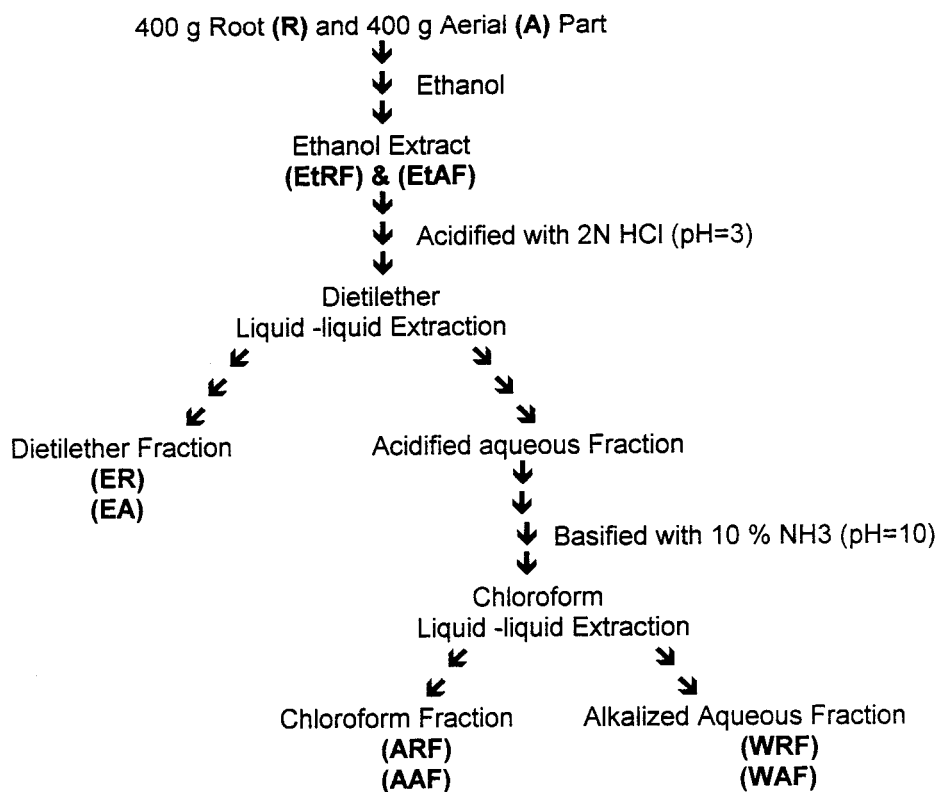 400 g Root (R) and 400 g Aerial (A) Part
Ethanol
Ethanol Extract
(EtRF) & (EtAF)
Acidified with 2N HCl (pH=3)
Dietilether
Liquid -liquid Extraction
Dietilether Fraction
(ER)
(EA)
Acidified aqueous Fraction
Basified with 10 % NH3 (pH=10)
Chloroform
Liquid -liquid Extraction
Chloroform Fraction
(ARF)
(AAF)
Alkalized Aqueous Fraction
(WRF)
(WAF)